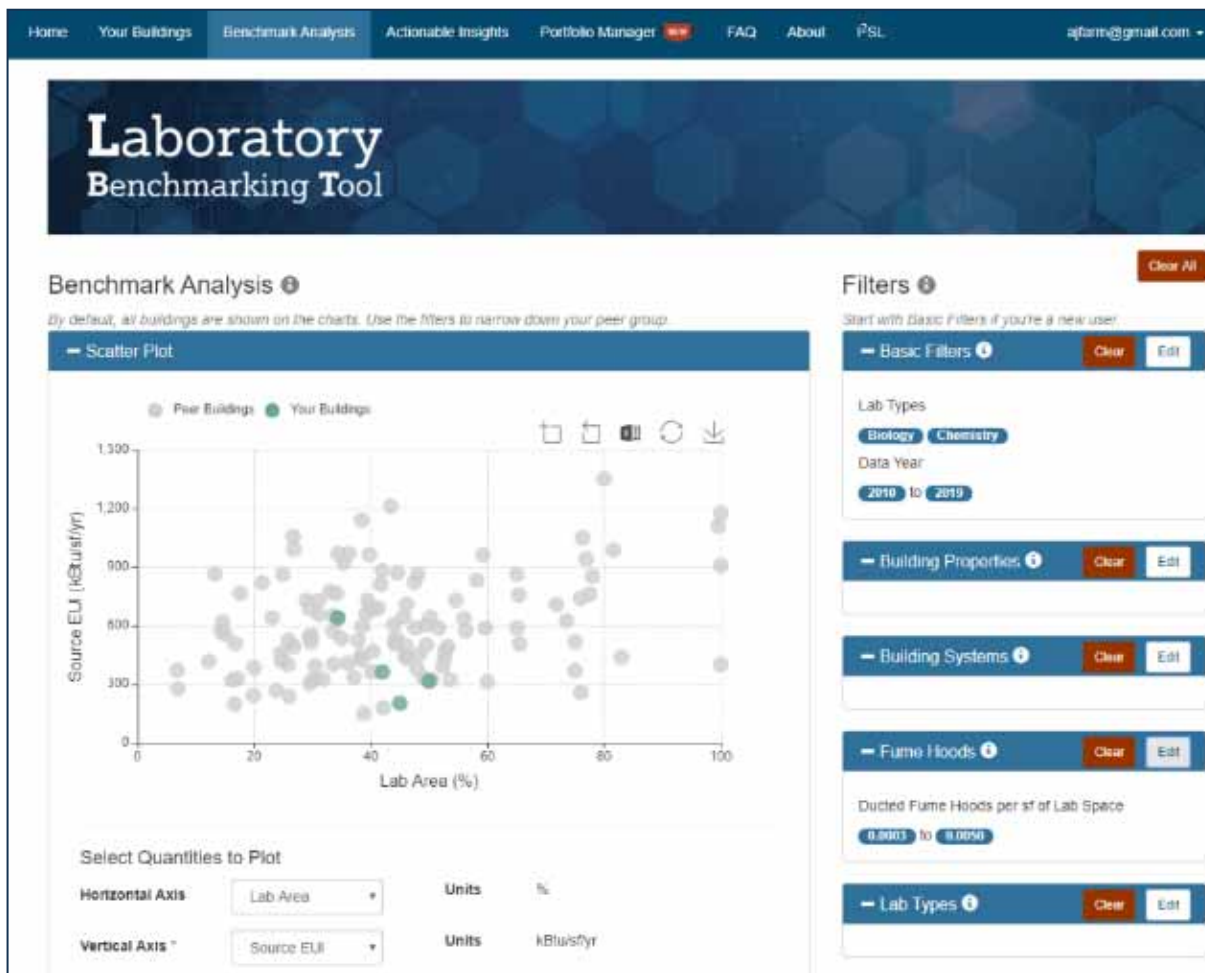 Home Your Buildings Benchmark Analysis Actionable Insights Portfolio Manager NEW FAQ About I²SL ajfarm@gmail.com
Laboratory
Benchmarking Tool
Clear All
Benchmark Analysis
By default, all buildings are shown on the charts. Use the filters to narrow down your peer group.
Scatter Plot
Peer Buildings Your Buildings
1,500
1,200
900
600
300
0
Source EUI (kBtu/sf/yr)
0 20 40 60 80 100
Lab Area (%)
Select Quantities to Plot
Horizontal Axis Lab Area Units %
Vertical Axis * Source EUI Units kBtu/sf/yr
Filters
Start with Basic Filters if you're a new user
Basic Filters Clear Edit
Lab Types
Biology Chemistry
Data Year
2010 to 2019
Building Properties Clear Edit
Building Systems Clear Edit
Fume Hoods Clear Edit
Ducted Fume Hoods per sf of Lab Space
0.0003 to 0.0050
Lab Types Clear Edit